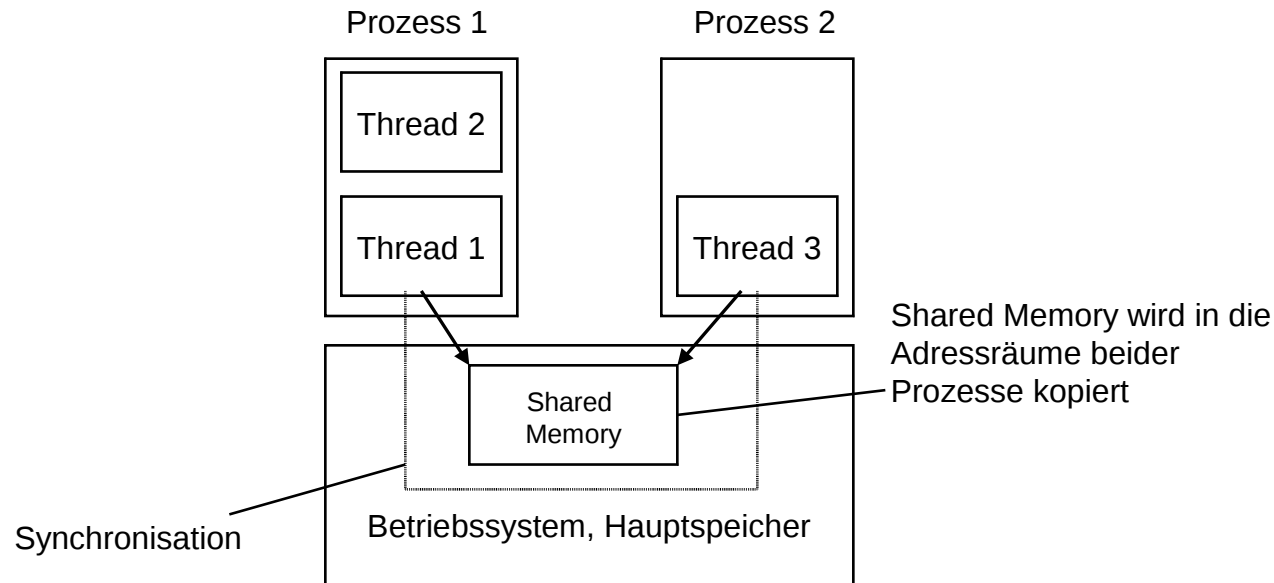 Prozess 1
Prozess 2
Thread 2
Thread 1
Thread 3
Shared Memory wird in die
Adressräume beider
Prozesse kopiert
Shared
Memory
Synchronisation
Betriebssystem, Hauptspeicher